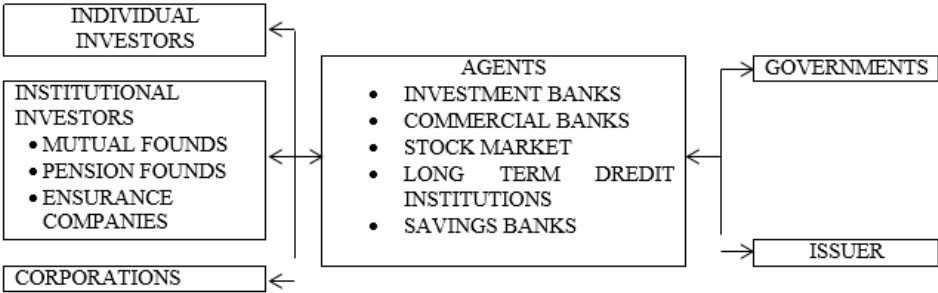 INDIVIDUAL
INVESTORS
INSTITUTIONAL
INVESTORS
• MUTUAL FOUNDS
• PENSION FOUNDS
• ENSURANCE
COMPANIES
CORPORATIONS
AGENTS
• INVESTMENT BANKS
• COMMERCIAL BANKS
• STOCK MARKET
• LONG TERM DREDIT
INSTITUTIONS
• SAVINGS BANKS
GOVERNMENTS
ISSUER